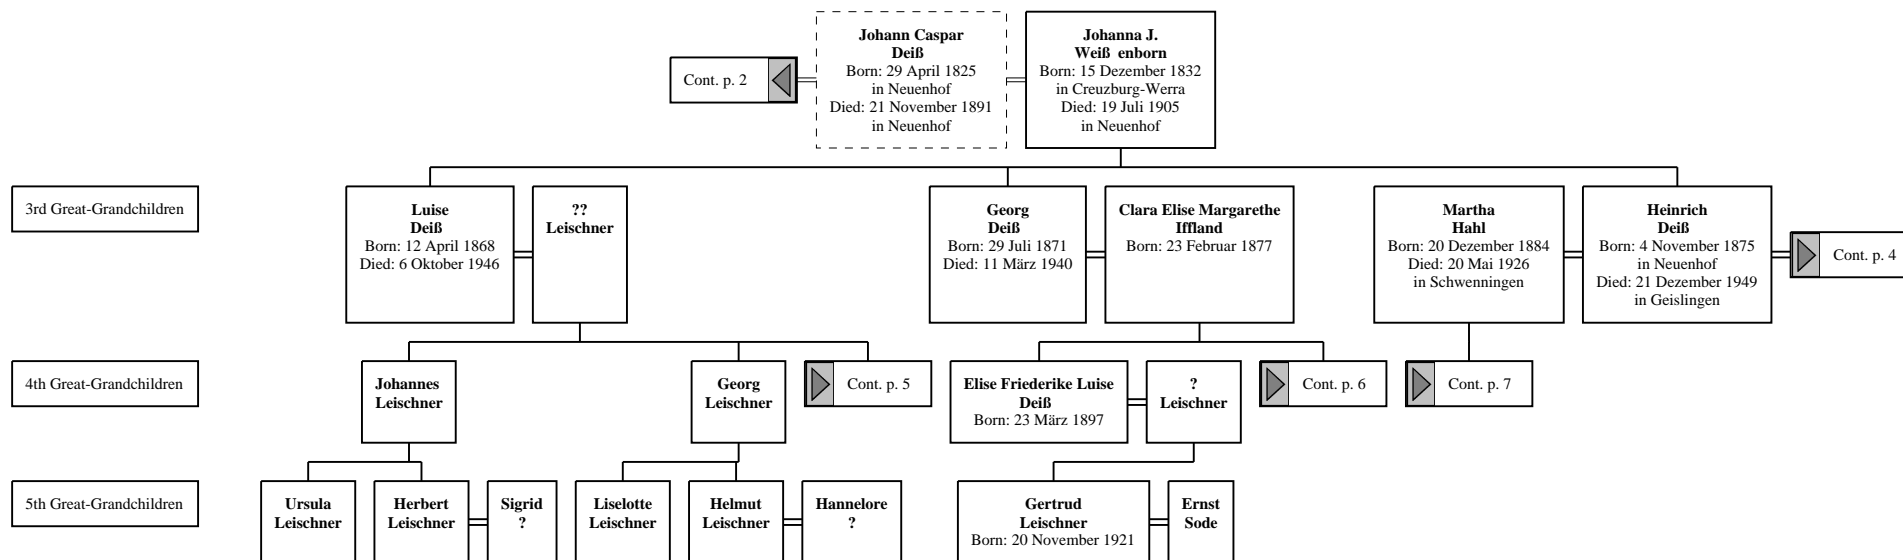 Cont. p. 2
Johann Caspar
Deiß
Born: 29 April 1825
in Neuenhof
Died: 21 November 1891
in Neuenhof
Johanna J.
Weiß enborn
Born: 15 Dezember 1832
in Creuzburg-Werra
Died: 19 Juli 1905
in Neuenhof
3rd Great-Grandchildren
Luise
Deiß
Born: 12 April 1868
Died: 6 Oktober 1946
??
Leischner
Georg
Deiß
Born: 29 Juli 1871
Died: 11 März 1940
Clara Elise Margarethe
Iffland
Born: 23 Februar 1877
Martha
Hahl
Born: 20 Dezember 1884
Died: 20 Mai 1926
in Schwenningen
Heinrich
Deiß
Born: 4 November 1875
in Neuenhof
Died: 21 Dezember 1949
in Geislingen
Cont. p. 4
4th Great-Grandchildren
Johannes
Leischner
Georg
Leischner
Cont. p. 5
Elise Friederike Luise
Deiß
Born: 23 März 1897
?
Leischner
Cont. p. 6
Cont. p. 7
5th Great-Grandchildren
Ursula
Leischner
Herbert
Leischner
Sigrid
?
Liselotte
Leischner
Helmut
Leischner
Hannelore
?
Gertrud
Leischner
Born: 20 November 1921
Ernst
Sode